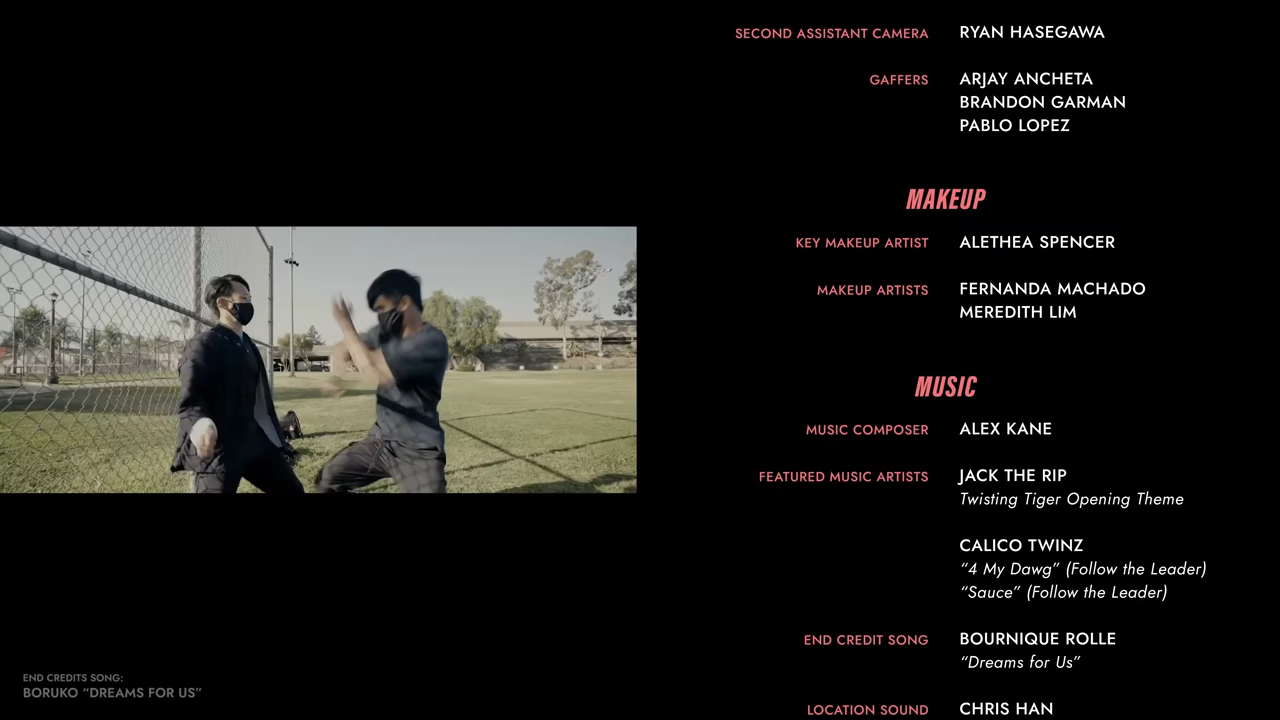 SECOND ASSISTANT CAMERA RYAN HASEGAWA
GAFFERS ARJAY ANCHETA
BRANDON GARMAN
PABLO LOPEZ
MAKEUP
KEY MAKEUP ARTIST ALETHEA SPENCER
MAKEUP ARTISTS FERNANDA MACHADO
MEREDITH LIM
MUSIC
MUSIC COMPOSER ALEX KANE
FEATURED MUSIC ARTISTS JACK THE RIP
Twisting Tiger Opening Theme
CALICO TWINZ
“4 My Dawg” (Follow the Leader)
“Sauce” (Follow the Leader)
END CREDIT SONG BOURNIQUE ROLLE
“Dreams for Us”
LOCATION SOUND CHRIS HAN
END CREDITS SONG:
BORUKO “DREAMS FOR US”